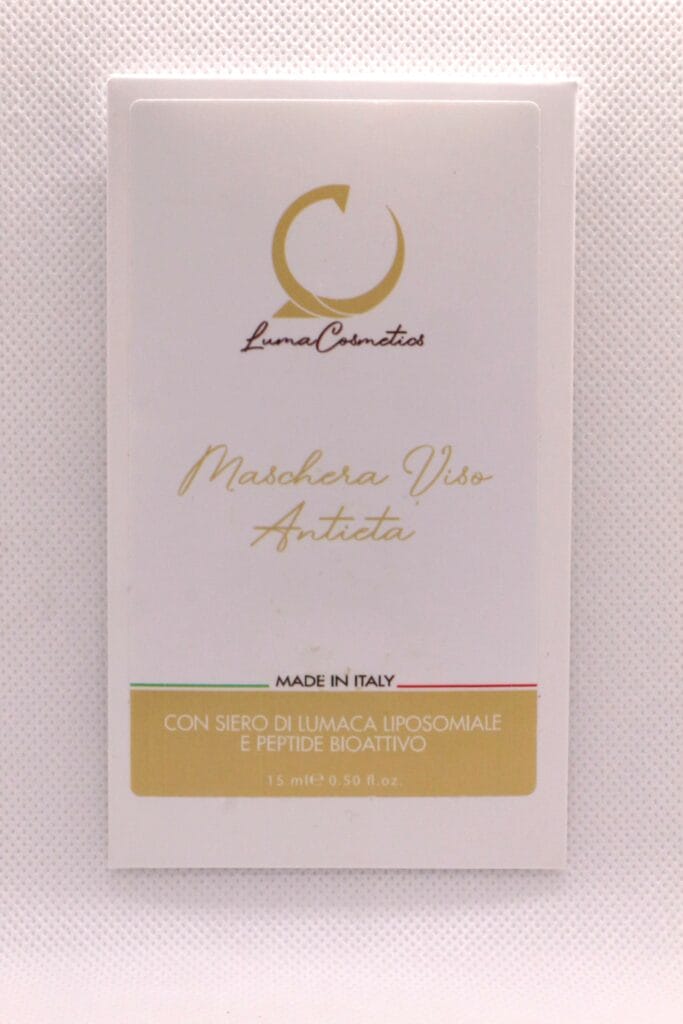 LumaCosmetics
Maschera Viso
Antieta
MADE IN ITALY
CON SIERO DI LUMACA LIPOSOMIALE
E PEPTIDE BIOATTIVO
15 ml℮ 0.50 fl.oz.